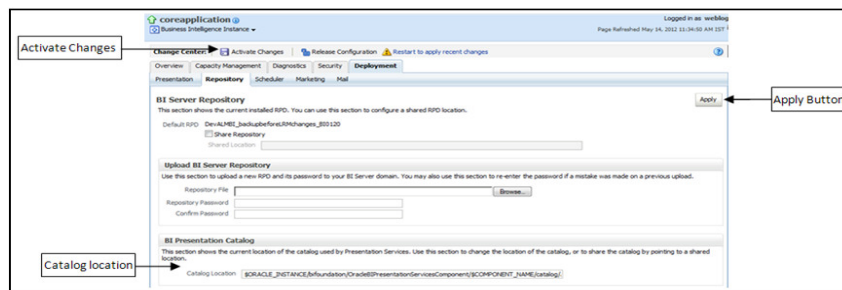 coreapplication
Logged in as weblog
Business Intelligence Instance
Page Refreshed May 14, 2012 11:34:50 AM IST
Activate Changes
Change Center: Activate Changes Release Configuration Restart to apply recent changes
Overview Capacity Management Diagnostics Security Deployment
Presentation Repository Scheduler Marketing Mail
BI Server Repository
Apply
Apply Button
This section shows the current installed RPD. You can use this section to configure a shared RPD location.
Default RPD DevALMBI_backupbeforeLRMchanges_BI0120
Share Repository
Shared Location
Upload BI Server Repository
Use this section to upload a new RPD and its password to your BI Server domain. You may also use this section to re-enter the password if a mistake was made on a previous upload.
Repository File Browse...
Repository Password
Confirm Password
BI Presentation Catalog
This section shows the current location of the catalog used by Presentation Services. Use this section to change the location of the catalog, or to share the catalog by pointing to a shared
location.
Catalog location
Catalog Location $ORACLE_INSTANCE/bifoundation/OracleBIPresentationServicesComponent/$COMPONENT_NAME/catalog/